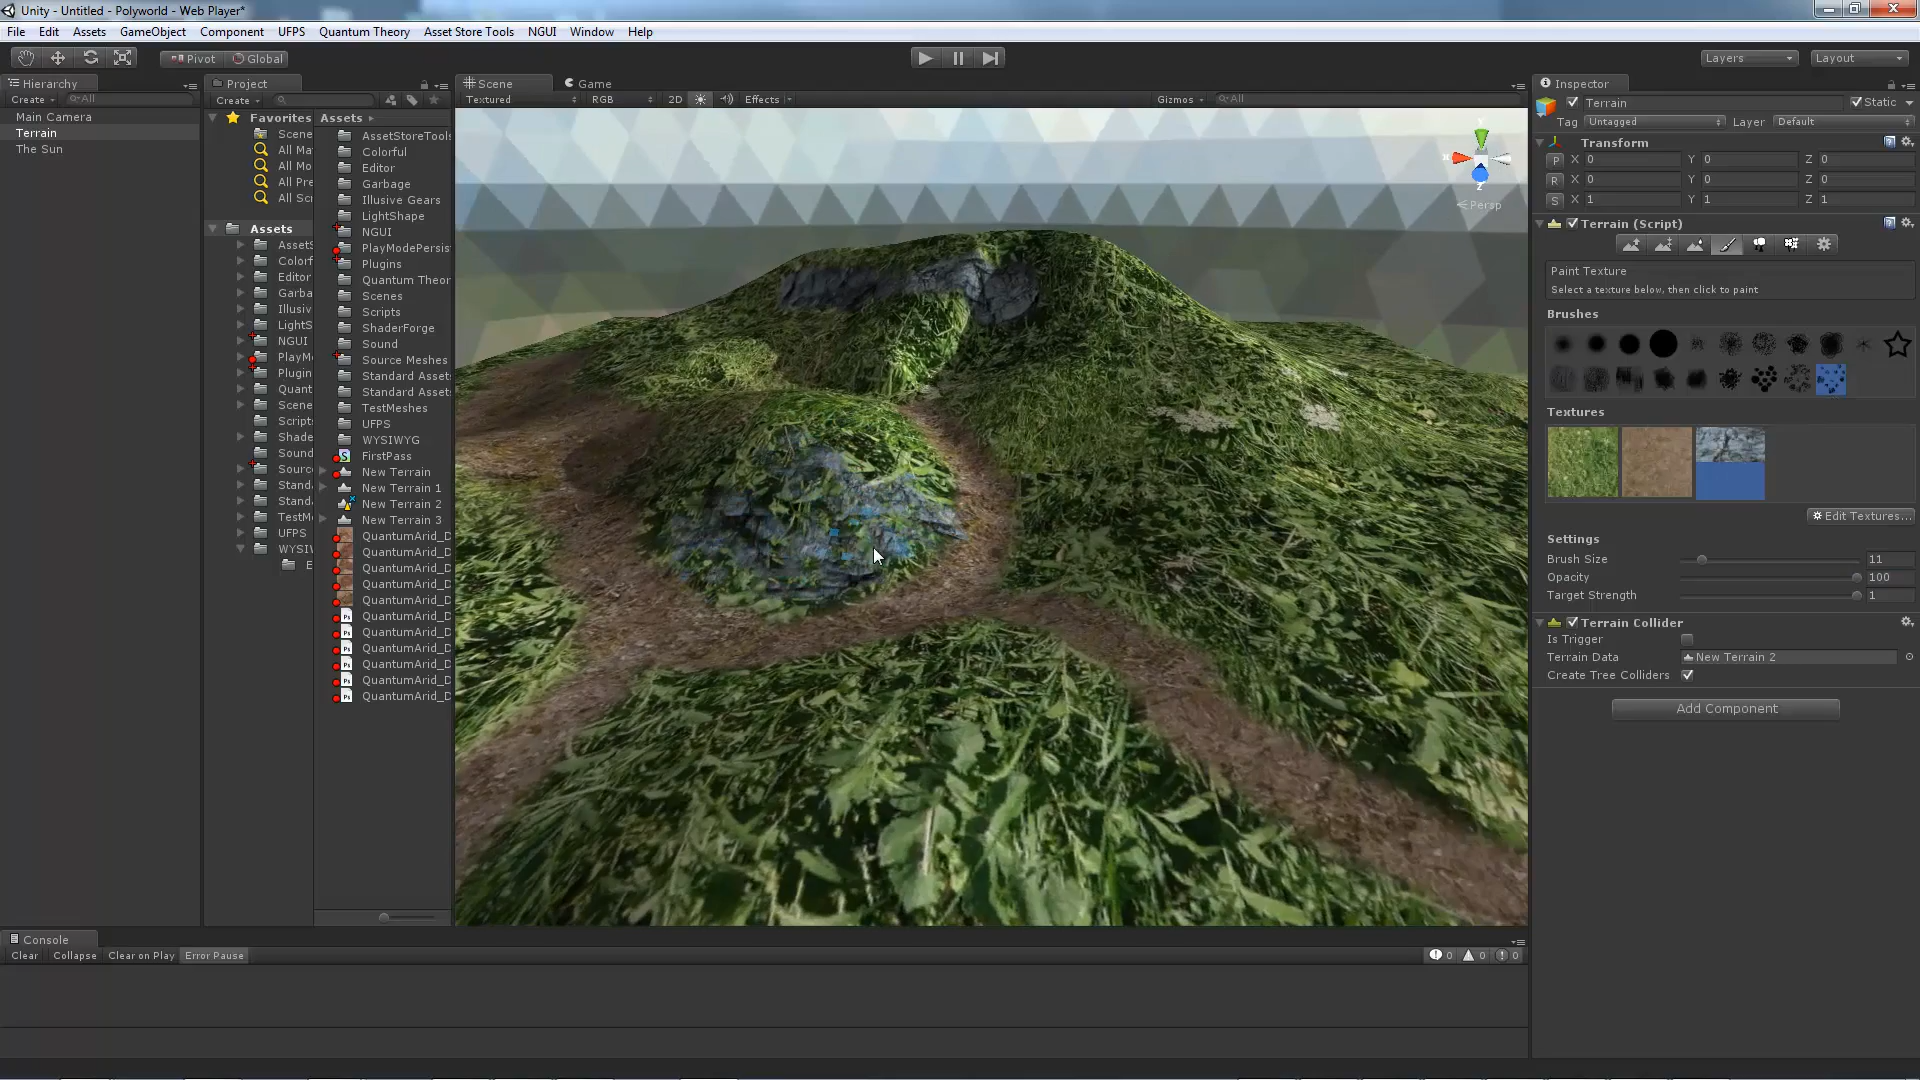 Unity - Untitled - Polyworld - Web Player*
File Edit Assets GameObject Component UFPS Quantum Theory Asset Store Tools NGUI Window Help
Pivot Global Layers Layout
Hierarchy
Create All
Main Camera
Terrain
The Sun
Project
Create
Favorites
Scene
All Ma
All Mo
All Pre
All Scr
Assets
Assets
Colorf
Editor
Garba
Illusiv
LightS
NGUI
PlayMo
Plugin
Quant
Scene
Scripts
Shade
Sound
Source
Stand
Stand
TestM
UFPS
WYSIV
E
Assets
AssetStoreTools
Colorful
Editor
Garbage
Illusive Gears
LightShape
NGUI
PlayModePersis
Plugins
Quantum Theor
Scenes
Scripts
ShaderForge
Sound
Source Meshes
Standard Asset
Standard Asset
TestMeshes
UFPS
WYSIWYG
FirstPass
New Terrain
New Terrain 1
New Terrain 2
New Terrain 3
QuantumArid_D
QuantumArid_D
QuantumArid_D
QuantumArid_D
QuantumArid_D
QuantumArid_D
QuantumArid_D
QuantumArid_D
QuantumArid_D
QuantumArid_D
QuantumArid_D
Scene Game
Textured RGB 2D Effects Gizmos All
y
x
z
Persp
Inspector
Terrain Static
Tag Untagged Layer Default
Transform
P X 0 Y 0 Z 0
R X 0 Y 0 Z 0
S X 1 Y 1 Z 1
Terrain (Script)
Paint Texture
Select a texture below, then click to paint
Brushes
Textures
Edit Textures...
Settings
Brush Size 11
Opacity 100
Target Strength 1
Terrain Collider
Is Trigger
Terrain Data New Terrain 2
Create Tree Colliders
Add Component
Console
Clear Collapse Clear on Play Error Pause 0 0 0